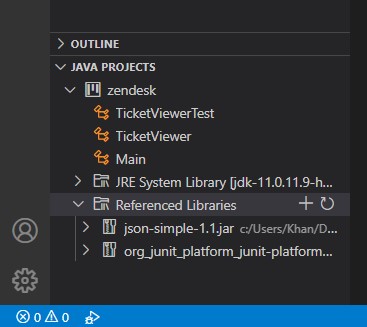 OUTLINE
JAVA PROJECTS
zendesk
TicketViewerTest
TicketViewer
Main
JRE System Library [jdk-11.0.11.9-h...
Referenced Libraries
json-simple-1.1.jar c:/Users/Khan/D...
org_junit_platform_junit-platform...
0 0